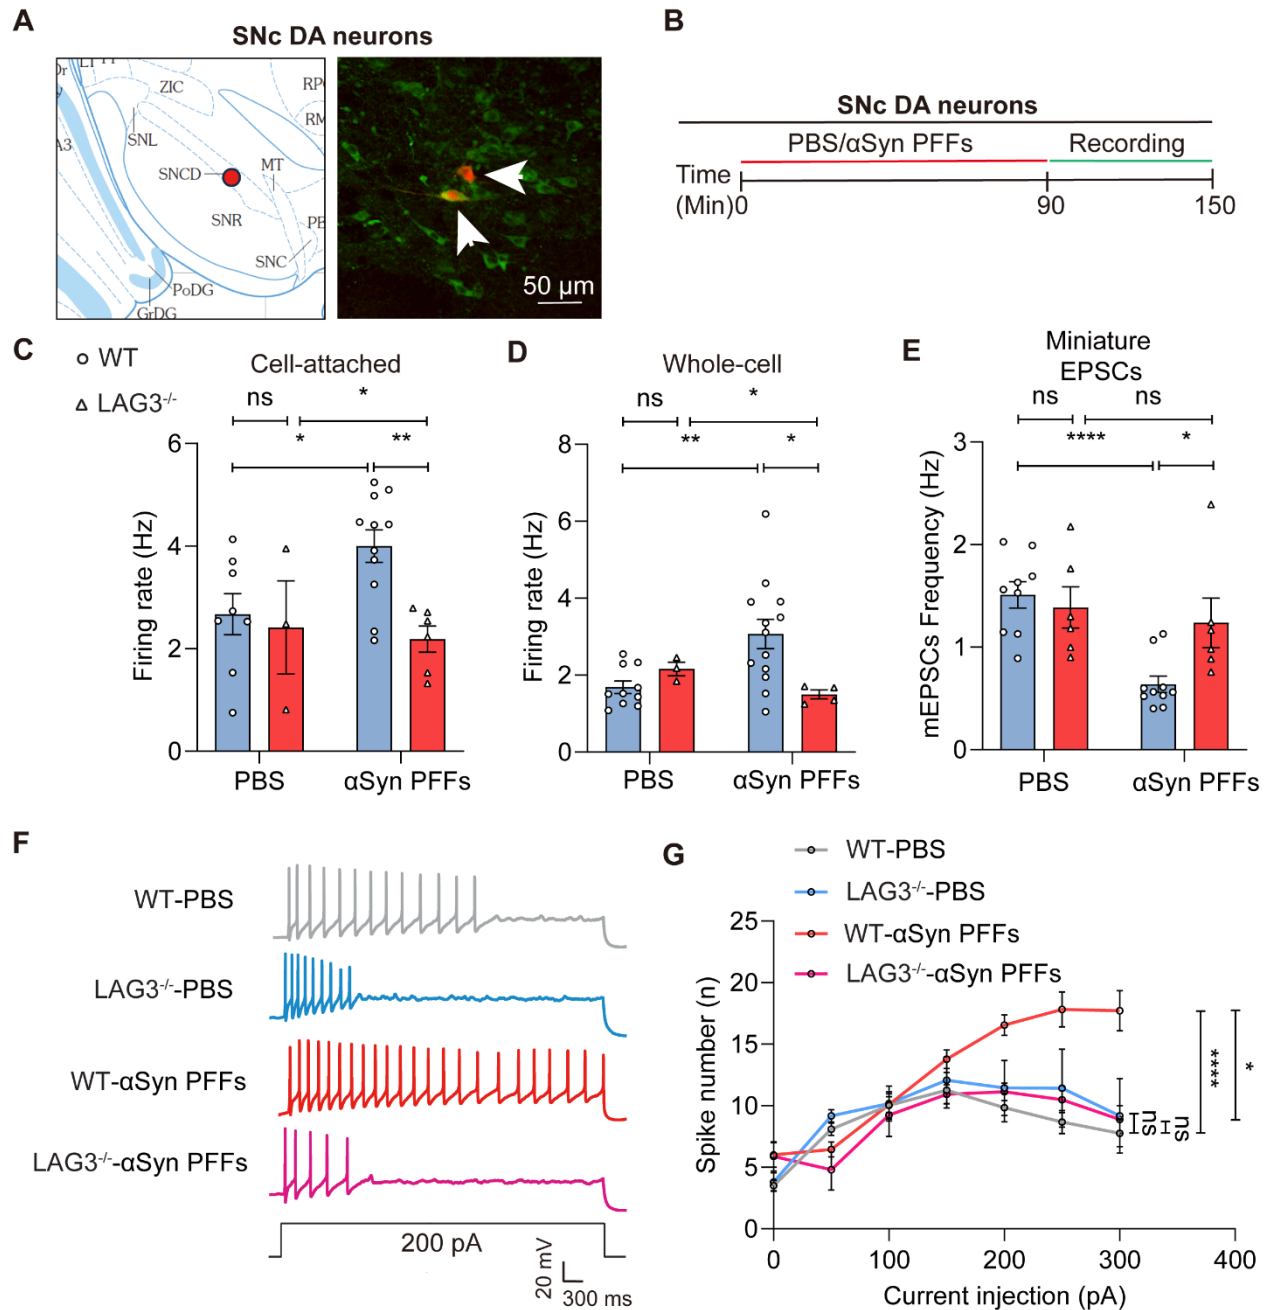 A
SNc DA neurons
ZIC
SNL
SNCD
MT
SNR
SNC
PoDG
GrDG
A3
RM
50 µm
B
SNc DA neurons
PBS/αSyn PFFs Recording
Time
(Min) 0 90 150
C
WT
LAG3⁻/⁻
Cell-attached
ns *
* **
Firing rate (Hz)
6
4
2
0
PBS αSyn PFFs
D
Whole-cell
ns *
** *
Firing rate (Hz)
8
6
4
2
0
PBS αSyn PFFs
E
Miniature
EPSCs
ns ns
**** *
mEPSCs Frequency (Hz)
3
2
1
0
PBS αSyn PFFs
F
WT-PBS
LAG3⁻/⁻-PBS
WT-αSyn PFFs
LAG3⁻/⁻-αSyn PFFs
200 pA
20 mV
300 ms
G
WT-PBS
LAG3⁻/⁻-PBS
WT-αSyn PFFs
LAG3⁻/⁻-αSyn PFFs
Spike number (n)
25
20
15
10
5
0
ns
ns
****
*
0 100 200 300 400
Current injection (pA)